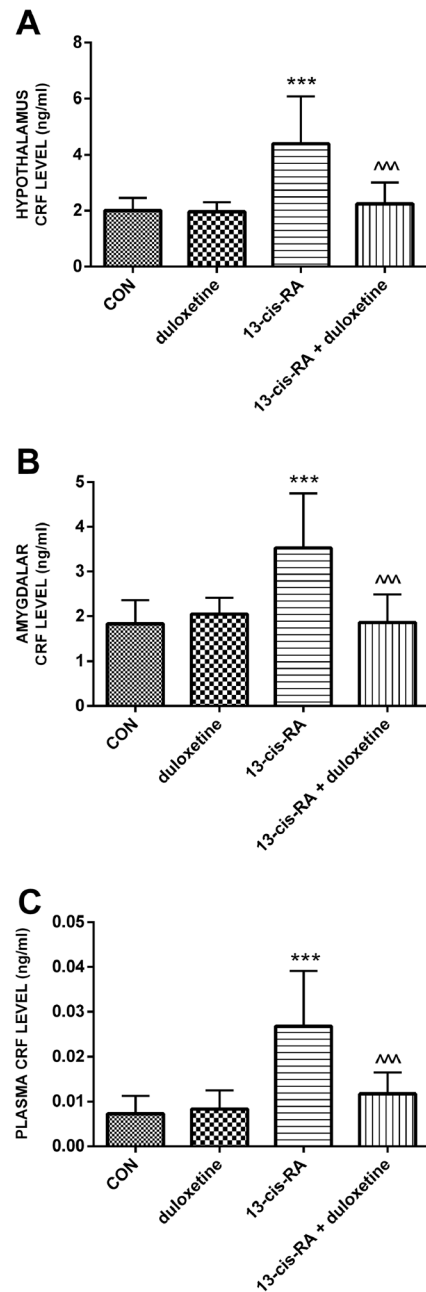 A
HYPOTHALAMUS
CRF LEVEL (ng/ml)
8
6
4
2
0
***
^^^
CON
duloxetine
13-cis-RA
13-cis-RA + duloxetine
B
AMYGDALAR
CRF LEVEL (ng/ml)
5
4
3
2
1
0
***
^^^
CON
duloxetine
13-cis-RA
13-cis-RA + duloxetine
C
PLASMA CRF LEVEL (ng/ml)
0.05
0.04
0.03
0.02
0.01
0.00
***
^^^
CON
duloxetine
13-cis-RA
13-cis-RA + duloxetine